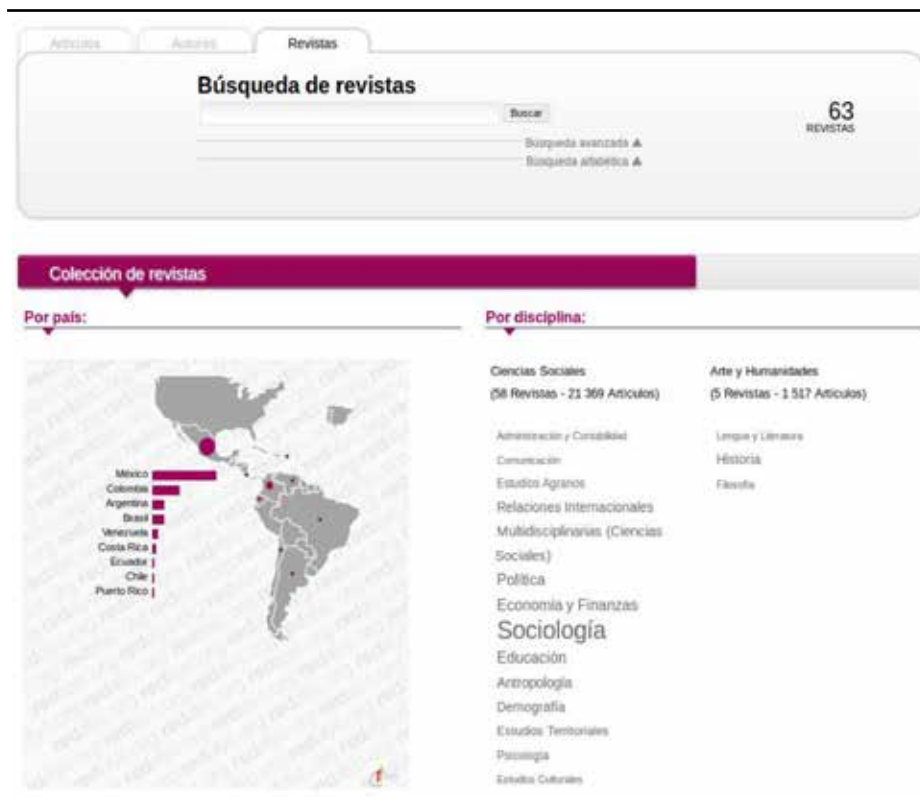 Artículos Autores Revistas
Búsqueda de revistas
Buscar
63
REVISTAS
Búsqueda avanzada ▲
Búsqueda alfabética ▲
Colección de revistas
Por país:
México
Colombia
Argentina
Brasil
Venezuela
Costa Rica
Ecuador
Chile
Puerto Rico
Por disciplina:
Ciencias Sociales
(58 Revistas - 21 369 Artículos)
Administración y Contabilidad
Comunicación
Estudios Agrarios
Relaciones Internacionales
Multidisciplinarias (Ciencias
Sociales)
Política
Economía y Finanzas
Sociología
Educación
Antropología
Demografía
Estudios Territoriales
Psicología
Estudios Culturales
Arte y Humanidades
(5 Revistas - 1 517 Artículos)
Lengua y Literatura
Historia
Filosofía